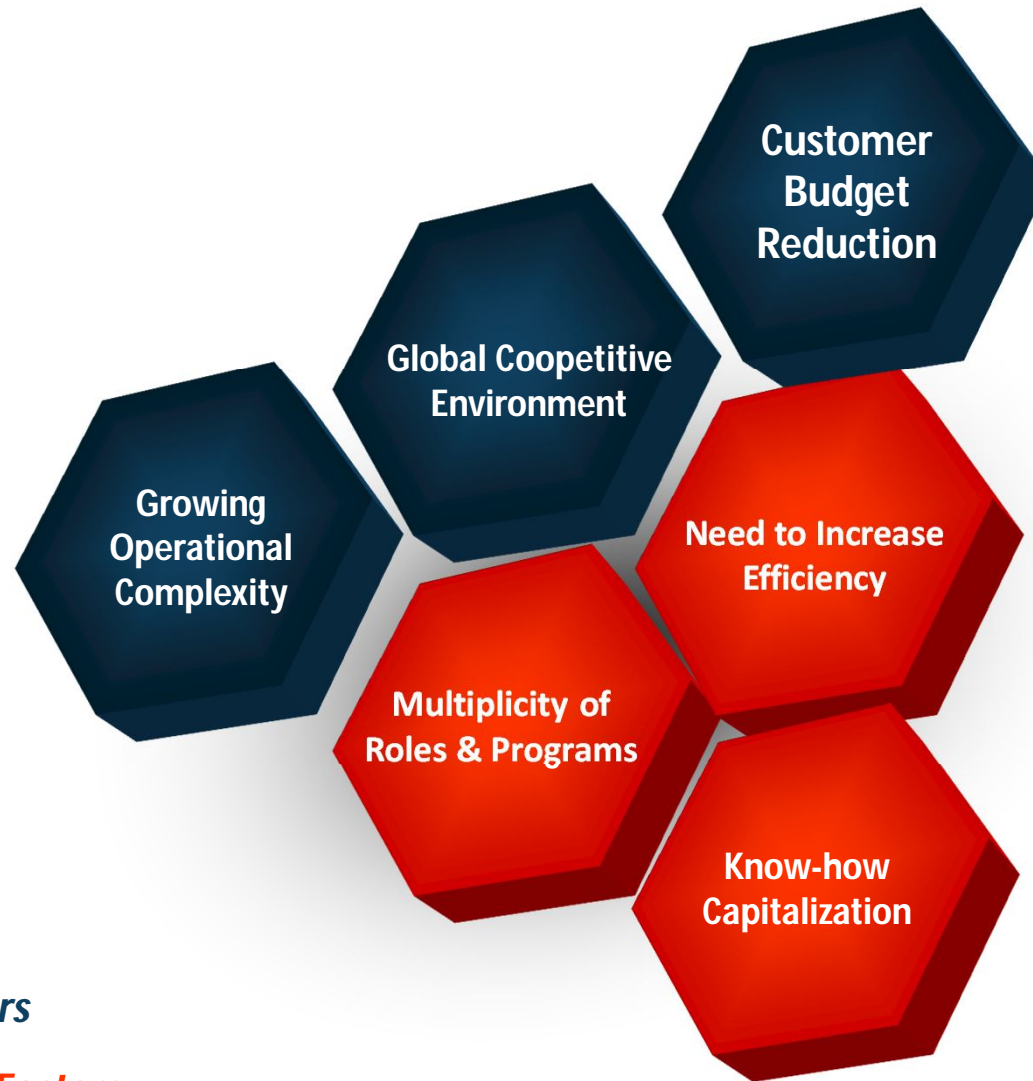 Customer
Budget
Reduction
Global Coopetitive
Environment
Growing
Operational
Complexity
Need to Increase
Efficiency
Multiplicity of
Roles & Programs
Know-how
Capitalization
rs